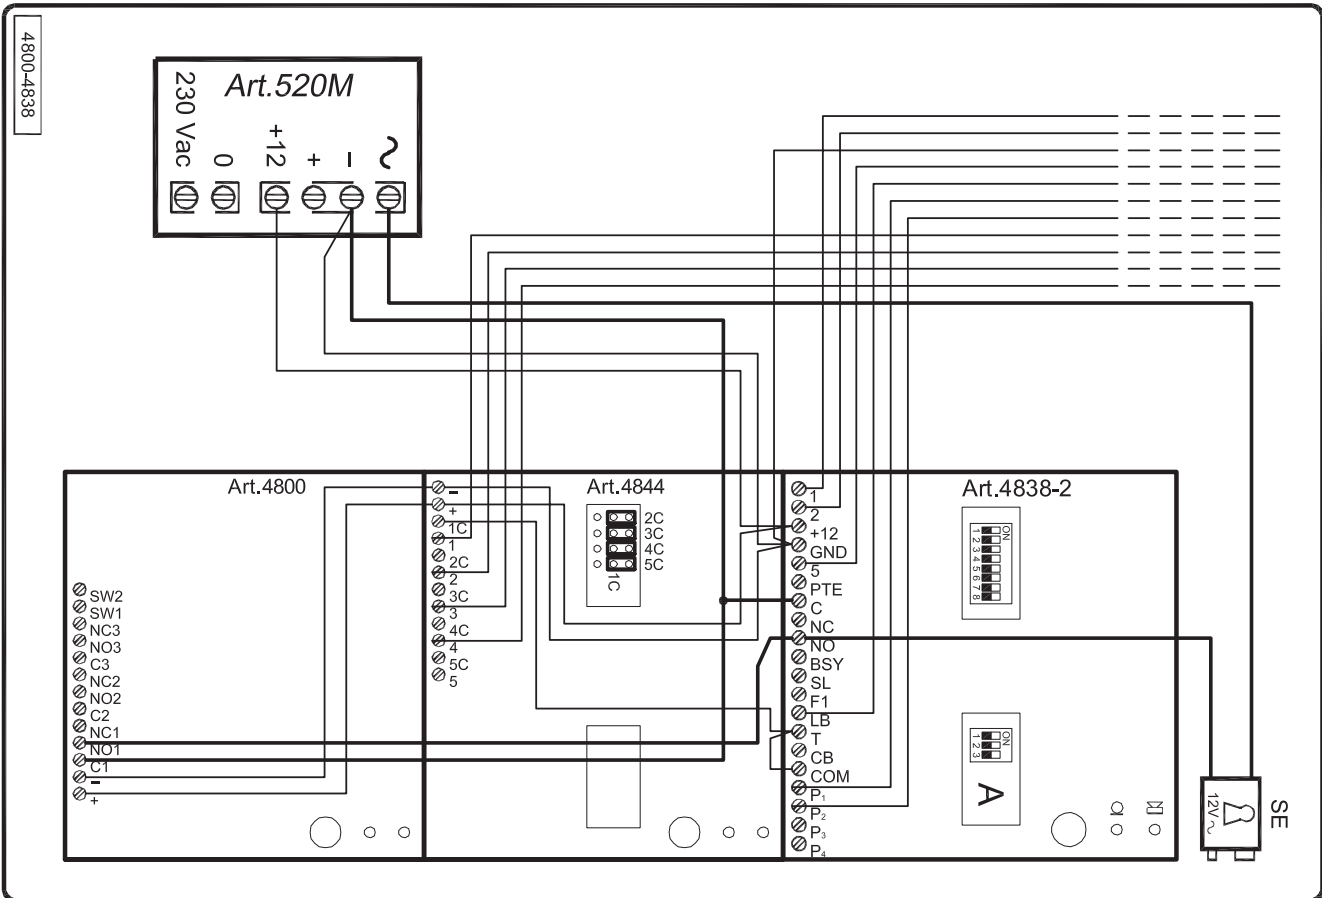 4800-4838
Art.520M
230 Vac
0
+12
+
-
~
Art.4800
SW2
SW1
NC3
NO3
C3
NC2
NO2
C2
NC1
NO1
C1
-
+
Art.4844
-
+
1C
1
2C
2
3C
3
4C
4
5C
5
2C
3C
4C
5C
1C
Art.4838-2
1
2
+12
GND
5
PTE
C
NC
NO
BSY
SL
F1
LB
T
CB
COM
P1
P2
P3
P4
ON
1 2 3 4 5 6 7 8
ON
1 2 3
A
12V~
SE